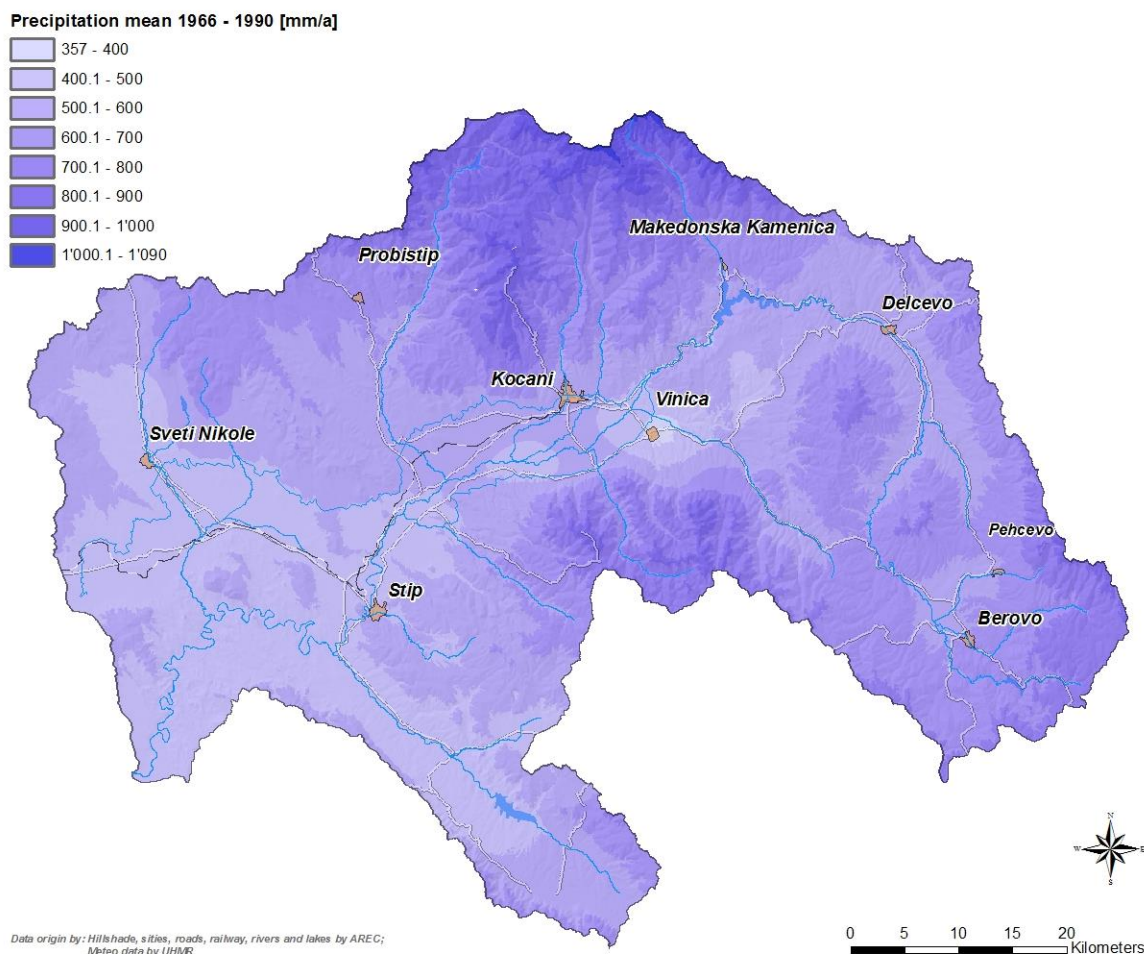 Precipitation mean 1966 - 1990 [mm/a]
357 - 400
400.1 - 500
500.1 - 600
600.1 - 700
700.1 - 800
800.1 - 900
900.1 - 1'000
1'000.1 - 1'090
Makedonska Kamenica
Probistip
Delcevo
Kocani
Vinica
Sveti Nikole
Pehcevo
Stip
Berovo
N
W
E
S
Data origin by: Hillshade, sites, roads, railway, rivers and lakes by AREC;
Meteo data by UHMR
0 5 10 15 20
Kilometers